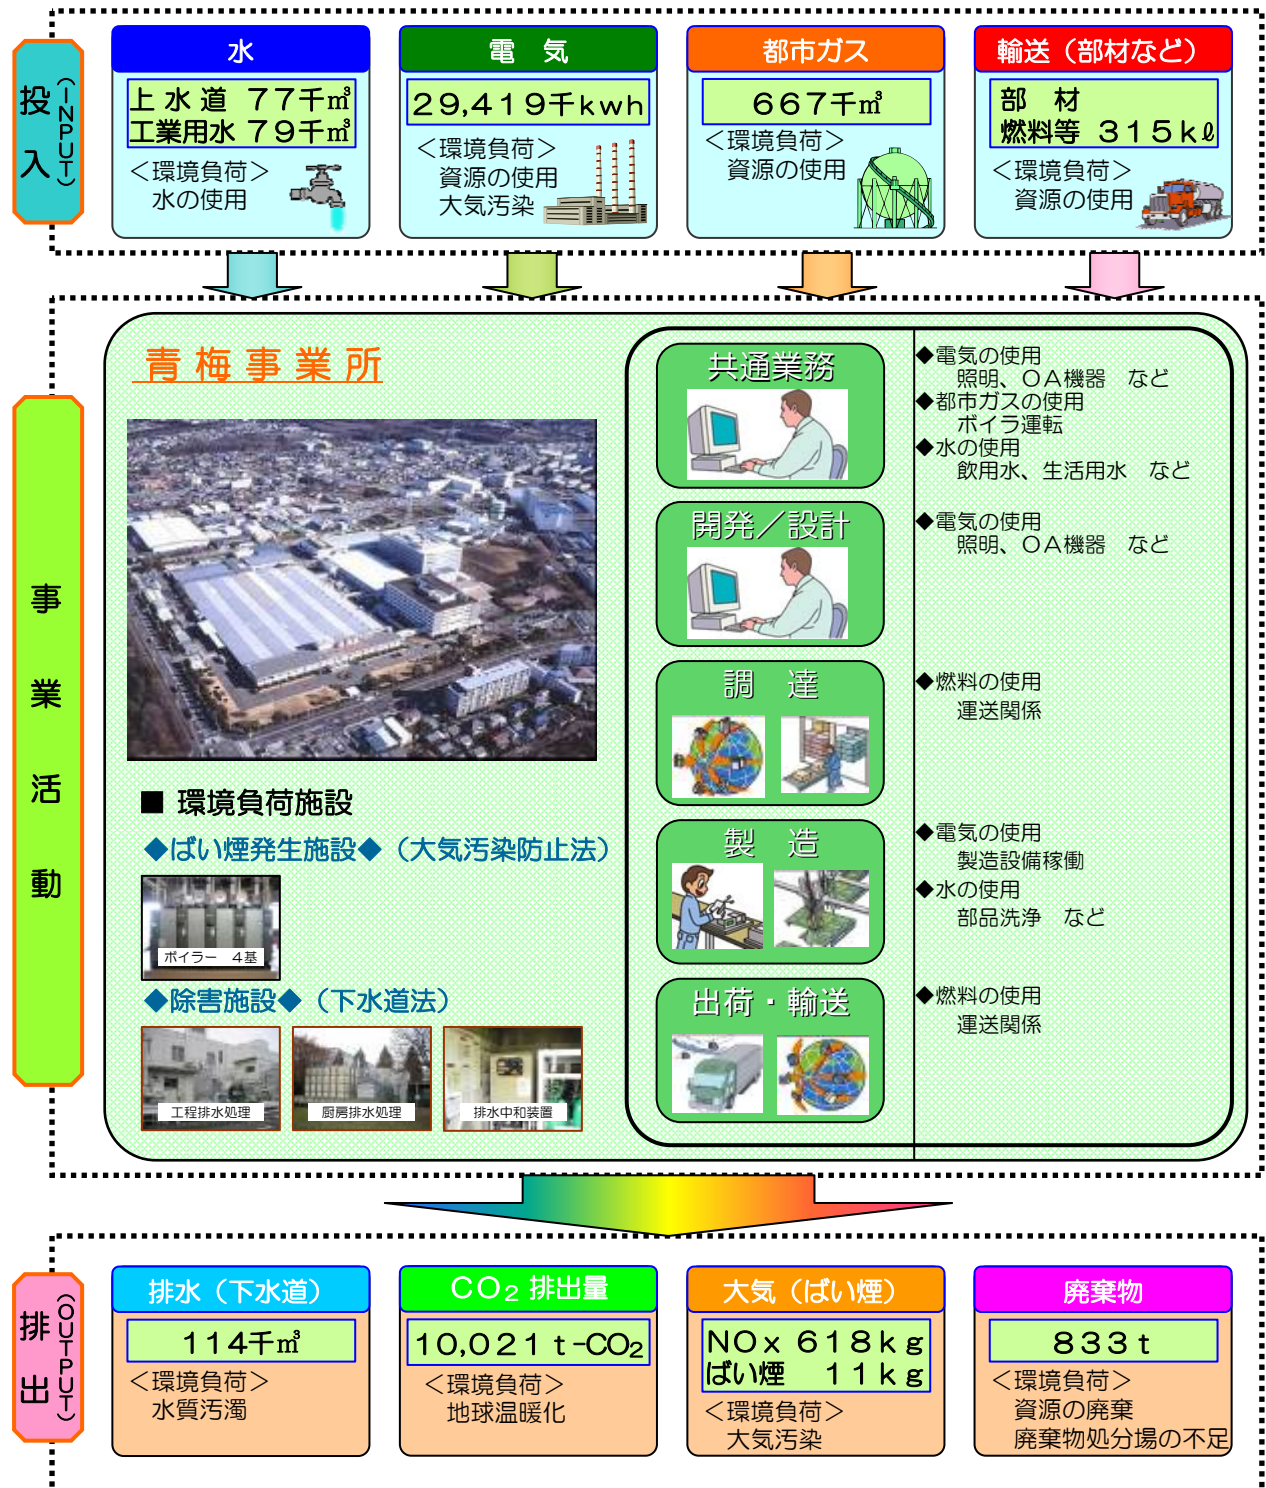 投入
（INPUT）
水
上水道 77千㎥
工業用水 79千㎥
＜環境負荷＞
水の使用
電　気
29,419千kwh
＜環境負荷＞
資源の使用
大気汚染
都市ガス
667千㎥
＜環境負荷＞
資源の使用
輸送（部材など）
部　材
燃料等 315kℓ
＜環境負荷＞
資源の使用
事業活動
青梅事業所
■ 環境負荷施設
◆ばい煙発生施設◆（大気汚染防止法）
ボイラー　4基
◆除害施設◆（下水道法）
工程排水処理
厨房排水処理
排水中和装置
共通業務
◆電気の使用
照明、OA機器　など
◆都市ガスの使用
ボイラ運転
◆水の使用
飲用水、生活用水　など
開発／設計
◆電気の使用
照明、OA機器　など
調　達
◆燃料の使用
運送関係
製　造
◆電気の使用
製造設備稼働
◆水の使用
部品洗浄　など
出荷・輸送
◆燃料の使用
運送関係
排出
（OUTPUT）
排水（下水道）
114千㎥
＜環境負荷＞
水質汚濁
CO₂ 排出量
10,021ｔ-CO₂
＜環境負荷＞
地球温暖化
大気（ばい煙）
NOx 618kg
ばい煙　11kg
＜環境負荷＞
大気汚染
廃棄物
833t
＜環境負荷＞
資源の廃棄
廃棄物処分場の不足